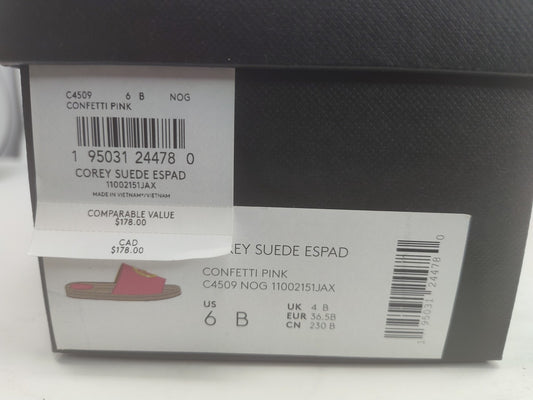 C4509 6 B NOG
CONFETTI PINK
1 95031 24478 0
COREY SUEDE ESPAD
11002151JAX
MADE IN VIETNAM*/VIETNAM
COMPARABLE VALUE
$178.00
CAD
$178.00
REY SUEDE ESPAD
CONFETTI PINK
C4509 NOG 11002151JAX
US
6 B
UK 4 B
EUR 36.5B
CN 230 B
1 95031 24478 0